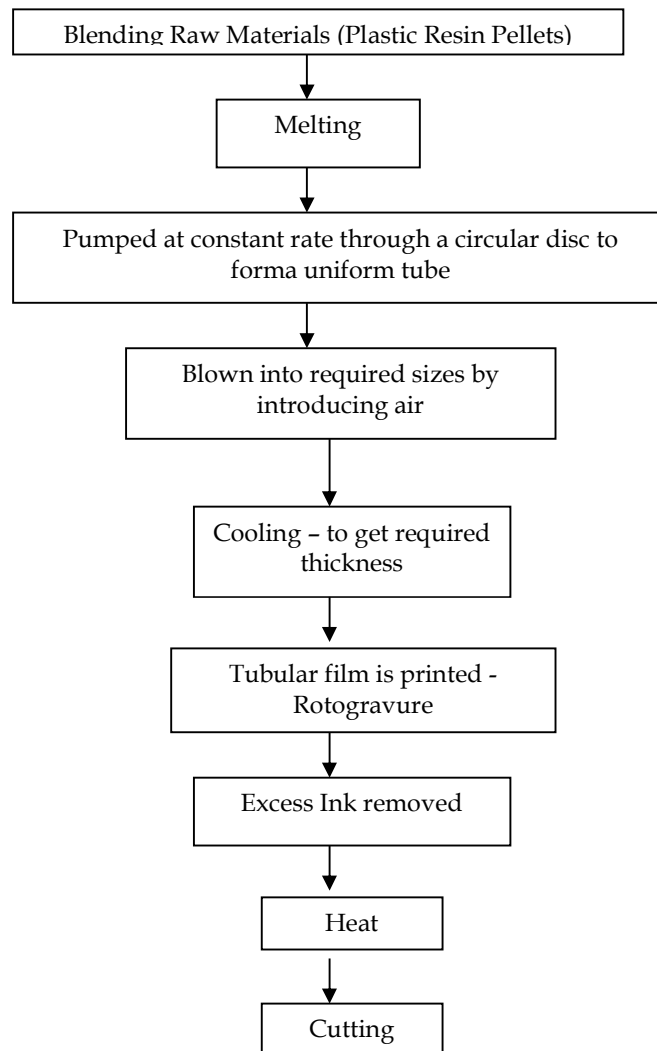 Blending Raw Materials (Plastic Resin Pellets)
Melting
Pumped at constant rate through a circular disc to
forma uniform tube
Blown into required sizes by
introducing air
Cooling – to get required
thickness
Tubular film is printed -
Rotogravure
Excess Ink removed
Heat
Cutting